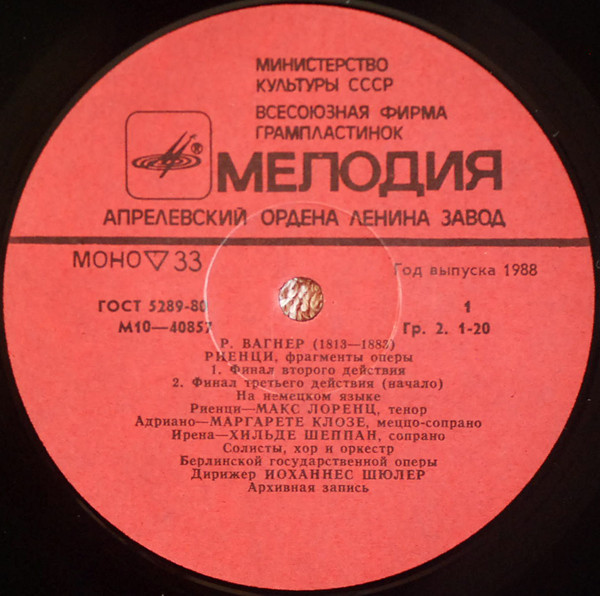 МИНИСТЕРСТВО
КУЛЬТУРЫ СССР
ВСЕСОЮЗНАЯ ФИРМА
ГРАМПЛАСТИНОК
®
МЕЛОДИЯ
АПРЕЛЕВСКИЙ ОРДЕНА ЛЕНИНА ЗАВОД
МОНО ▽ 33
Год выпуска 1988
ГОСТ 5289-80
1
М10—40857
Гр. 2. 1-20
Р. ВАГНЕР (1813—1883)
РИЕНЦИ, фрагменты оперы
1. Финал второго действия
2. Финал третьего действия (начало)
На немецком языке
Риенци—МАКС ЛОРЕНЦ, тенор
Адриано—МАРГАРЕТЕ КЛОЗЕ, меццо-сопрано
Ирена—ХИЛЬДЕ ШЕППАН, сопрано
Солисты, хор и оркестр
Берлинской государственной оперы
Дирижер ИОХАННЕС ШЮЛЕР
Архивная запись